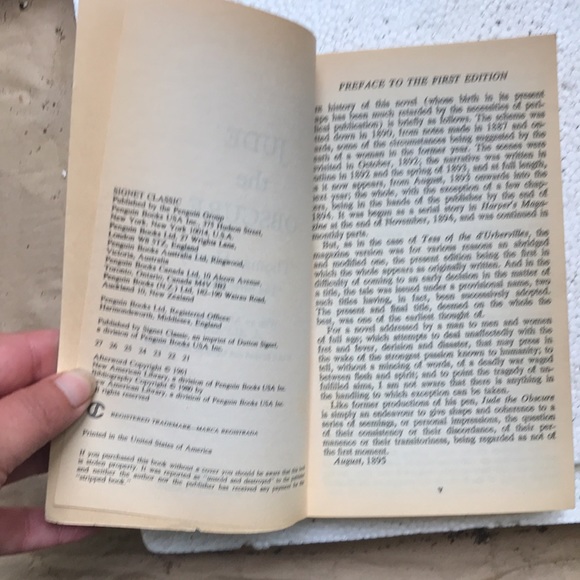 SIGNET CLASSIC
Published by the Penguin Group
Penguin Books USA Inc., 375 Hudson Street,
New York, New York 10014, U.S.A.
Penguin Books Ltd, 27 Wrights Lane,
London W8 5TZ, England
Penguin Books Australia Ltd, Ringwood,
Victoria, Australia
Penguin Books Canada Ltd, 10 Alcorn Avenue,
Toronto, Ontario, Canada M4V 3B2
Penguin Books (N.Z.) Ltd, 182-190 Wairau Road,
Auckland 10, New Zealand
Penguin Books Ltd, Registered Offices:
Harmondsworth, Middlesex, England
Published by Signet Classic, an imprint of Dutton Signet,
a division of Penguin Books USA Inc.
27 26 25 24 23 22 21
Afterword Copyright © 1961
New American Library, a division of Penguin Books USA Inc.
Bibliography Copyright © 1980 by
New American Library, a division of Penguin Books USA Inc.
rights reserved
REGISTERED TRADEMARK—MARCA REGISTRADA
Printed in the United States of America
If you purchased this book without a cover you should be aware that this book
is stolen property. It was reported as "unsold and destroyed" to the publisher
and neither the author nor the publisher has received any payment for this
"stripped book."
PREFACE TO THE FIRST EDITION
history of this novel (whose birth in its present
has been much retarded by the necessities of peri-
publication) is briefly as follows. The scheme was
down in 1890, from notes made in 1887 and on-
some of the circumstances being suggested by the
of a woman in the former year. The scenes were
revisited in October, 1892; the narrative was written in
outline in 1892 and the spring of 1893, and at full length,
it now appears, from August, 1893 onwards into the
next year; the whole, with the exception of a few chap-
ters, being in the hands of the publisher by the end of
1894. It was begun as a serial story in Harper's Maga-
zine at the end of November, 1894, and was continued in
monthly parts.
But, as in the case of Tess of the d'Urbervilles, the
magazine version was for various reasons an abridged
and modified one, the present edition being the first in
which the whole appears as originally written. And in the
difficulty of coming to an early decision in the matter of
a title, the tale was issued under a provisional name, two
such titles having, in fact, been successively adopted.
The present and final title, deemed on the whole the
best, was one of the earliest thought of.
For a novel addressed by a man to men and women
of full age; which attempts to deal unaffectedly with the
fret and fever, derision and disaster, that may press in
the wake of the strongest passion known to humanity; to
tell, without a mincing of words, of a deadly war waged
between flesh and spirit; and to point the tragedy of un-
fulfilled aims, I am not aware that there is anything in
the handling to which exception can be taken.
Like former productions of this pen, Jude the Obscure
is simply an endeavour to give shape and coherence to a
series of seemings, or personal impressions, the question
of their consistency or their discordance, of their per-
manence or their transitoriness, being regarded as not of
the first moment.
August, 1895
v